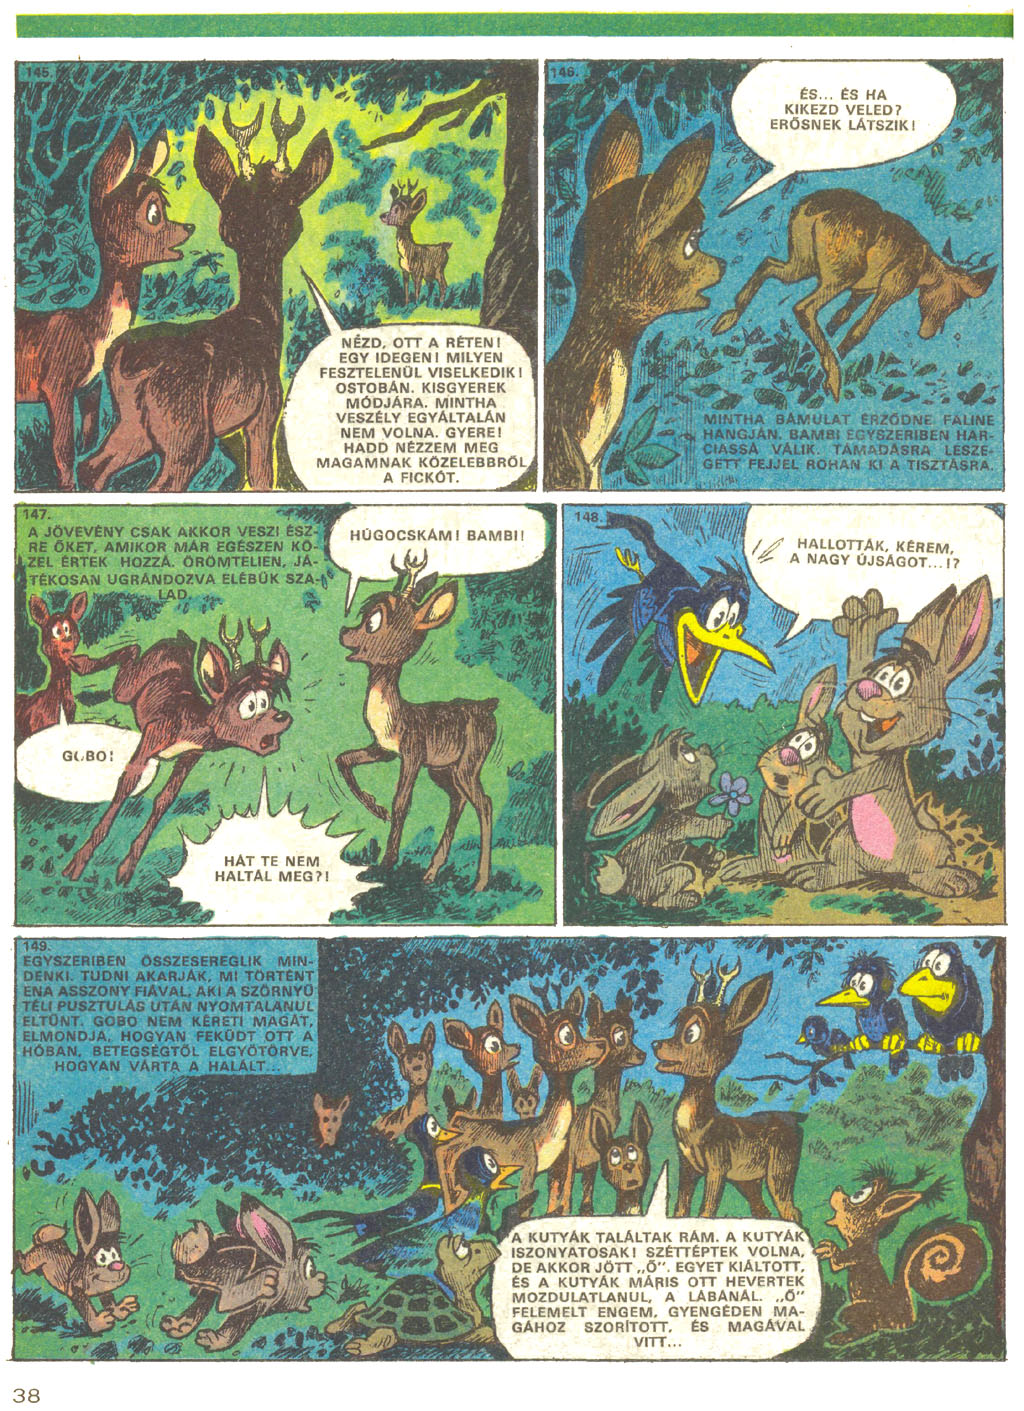 145.
NÉZD, OTT A RÉTEN!
EGY IDEGEN! MILYEN
FESZTELENÜL VISELKEDIK!
OSTOBÁN. KISGYEREK
MÓDJÁRA. MINTHA
VESZÉLY EGYÁLTALÁN
NEM VOLNA. GYERE!
HADD NÉZZEM MEG
MAGAMNAK KÖZELEBBRŐL
A FICKÓT.
146.
ÉS... ÉS HA
KIKEZD VELED?
ERŐSNEK LÁTSZIK!
MINTHA BÁMULAT ÉRZŐDNE FALINE
HANGJÁN. BAMBI EGYSZERIBEN HAR-
CIASSÁ VÁLIK. TÁMADÁSRA LESZE-
GETT FEJJEL ROHAN KI A TISZTÁSRA.
147.
A JÖVEVÉNY CSAK AKKOR VESZI ÉSZ-
RE ŐKET, AMIKOR MÁR EGÉSZEN KÖ-
ZEL ÉRTEK HOZZÁ. ÖRÖMTELIEN, JÁ-
TÉKOSAN UGRÁNDOZVA ELÉBÜK SZA-
LAD.
HÚGOCSKÁM! BAMBI!
GOBO!
HÁT TE NEM
HALTÁL MEG?!
148.
HALLOTTÁK, KÉREM,
A NAGY ÚJSÁGOT...!?
149.
EGYSZERIBEN ÖSSZESEREGLIK MIN-
DENKI. TUDNI AKARJÁK, MI TÖRTÉNT
ENA ASSZONY FIÁVAL, AKI A SZÖRNYŰ
TÉLI PUSZTULÁS UTÁN NYOMTALANUL
ELTŰNT. GOBO NEM KÉRETI MAGÁT,
ELMONDJA, HOGYAN FEKÜDT OTT A
HÓBAN, BETEGSÉGTŐL ELGYÖTÖRVE,
HOGYAN VÁRTA A HALÁLT...
A KUTYÁK TALÁLTAK RÁM. A KUTYÁK
ISZONYATOSAK! SZÉTTÉPTEK VOLNA,
DE AKKOR JÖTT „Ő". EGYET KIÁLTOTT,
ÉS A KUTYÁK MÁRIS OTT HEVERTEK
MOZDULATLANUL, A LÁBÁNÁL. „Ő"
FELEMELT ENGEM, GYENGÉDEN MA-
GÁHOZ SZORÍTOTT, ÉS MAGÁVAL
VITT...
38